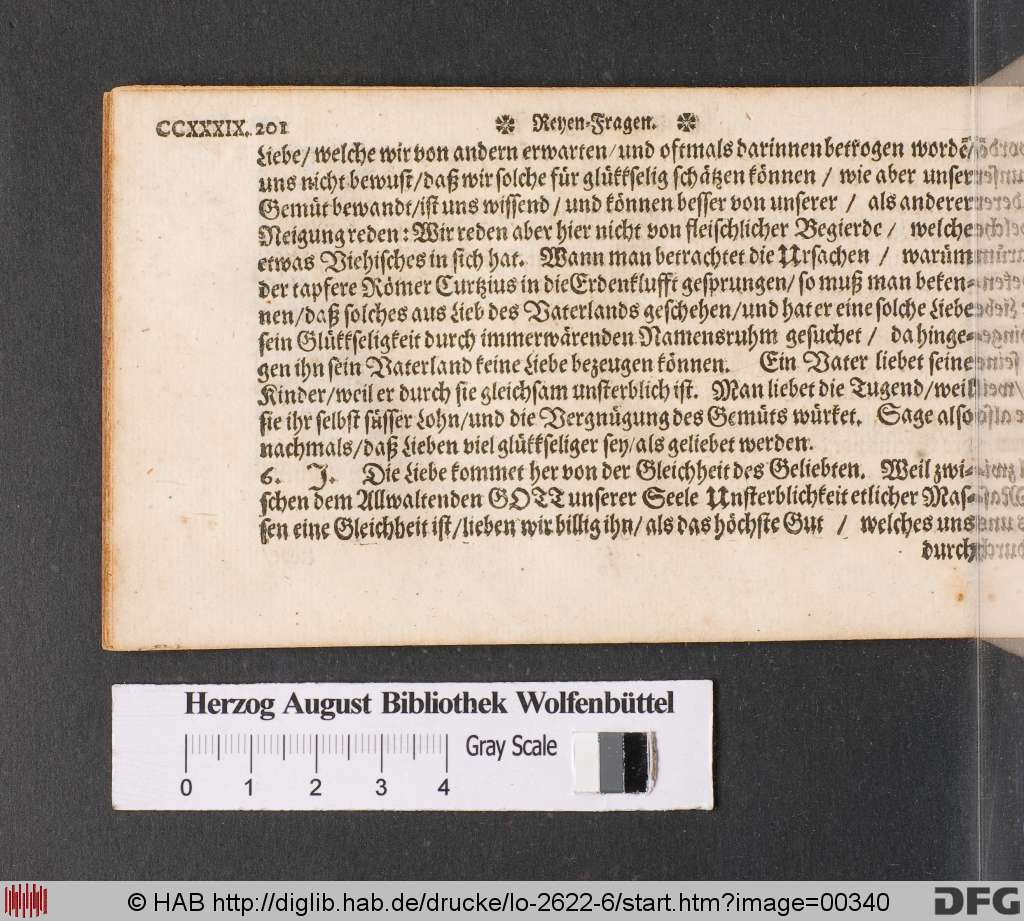 CCXXXIX. 201 Reyen-Fragen.
Liebe/ welche wir von andern erwarten/ und oftmals darinnen betrogen wordē/
uns nicht bewust/ daß wir solche für glükkselig schätzen können / wie aber unser
Gemüt bewandt/ ist uns wissend/ und können besser von unserer / als anderer
Neigung reden: Wir reden aber hier nicht von fleischlicher Begierde / welche
etwas Viehisches in sich hat. Wann man betrachtet die Ursachen / warüm
der tapfere Römer Curtzius in die Erdenklufft gesprungen/ so muß man beken-
nen/ daß solches aus Lieb des Vaterlands geschehen/ und hat er eine solche Liebe
sein Glükkseligkeit durch immerwärenden Namensruhm gesuchet / da hinge-
gen ihn sein Vaterland keine Liebe bezeugen können. Ein Vater liebet seine
Kinder/ weil er durch sie gleichsam unsterblich ist. Man liebet die Tugend/ weil
sie ihr selbst süsser Lohn/ und die Vergnügung des Gemüts würket. Sage also
nachmals/ daß Lieben viel glükkseliger sey/ als geliebet werden.
6. J. Die Liebe kommet her von der Gleichheit des Geliebten. Weil zwi-
schen dem Allwaltenden GOTT unserer Seele Unsterblichkeit etlicher Mas-
sen eine Gleichheit ist/ lieben wir billig ihn/ als das höchste Gut / welches uns
durch
Herzog August Bibliothek Wolfenbüttel
Gray Scale
0 1 2 3 4
© HAB http://diglib.hab.de/drucke/lo-2622-6/start.htm?image=00340
DFG